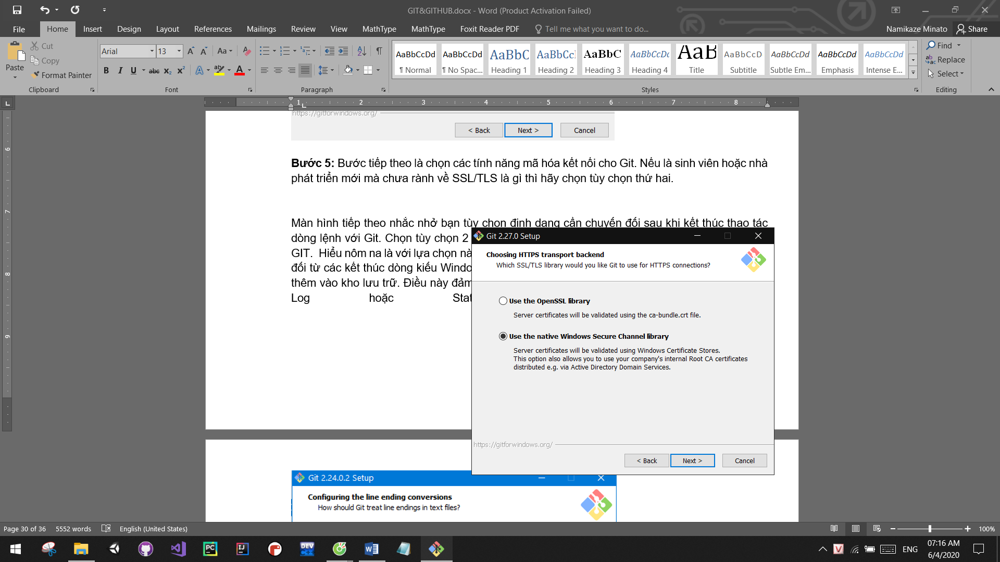 GIT&GITHUB.docx - Word (Product Activation Failed)
File Home Insert Design Layout References Mailings Review View MathType MathType Foxit Reader PDF Tell me what you want to do... Namikaze Minato Share
Paste
Cut
Copy
Format Painter
Clipboard
Arial 13
Font
Paragraph
AaBbCcDd AaBbCcDd AaBbC AaBbCc AaBbC AaBbCcDc AaB AaBbCcD AaBbCcDd AaBbCcDd AaBbCcDd
¶ Normal ¶ No Spac... Heading 1 Heading 2 Heading 3 Heading 4 Title Subtitle Subtle Em... Emphasis Intense E...
Styles
Find
Replace
Select
Editing
1 2 3 4 5 6 7 8
6
7
8
9
https://gitforwindows.org/
< Back Next > Cancel
Bước 5: Bước tiếp theo là chọn các tính năng mã hóa kết nối cho Git. Nếu là sinh viên hoặc nhà
phát triển mới mà chưa rành về SSL/TLS là gì thì hãy chọn tùy chọn thứ hai.
Màn hình tiếp theo nhắc nhở bạn tùy chọn định dạng cần chuyển đổi sau khi kết thúc thao tác
dòng lệnh với Git. Chọn tùy chọn 2
GIT. Hiểu nôm na là với lựa chọn nà
đổi từ các kết thúc dòng kiểu Windo
thêm vào kho lưu trữ. Điều này đảm
Log hoặc Stat
Git 2.27.0 Setup
Choosing HTTPS transport backend
Which SSL/TLS library would you like Git to use for HTTPS connections?
Use the OpenSSL library
Server certificates will be validated using the ca-bundle.crt file.
Use the native Windows Secure Channel library
Server certificates will be validated using Windows Certificate Stores.
This option also allows you to use your company's internal Root CA certificates
distributed e.g. via Active Directory Domain Services.
https://gitforwindows.org/
< Back Next > Cancel
Git 2.24.0.2 Setup
Configuring the line ending conversions
How should Git treat line endings in text files?
Page 30 of 36 5552 words English (United States) 100%
ENG
07:16 AM
6/4/2020